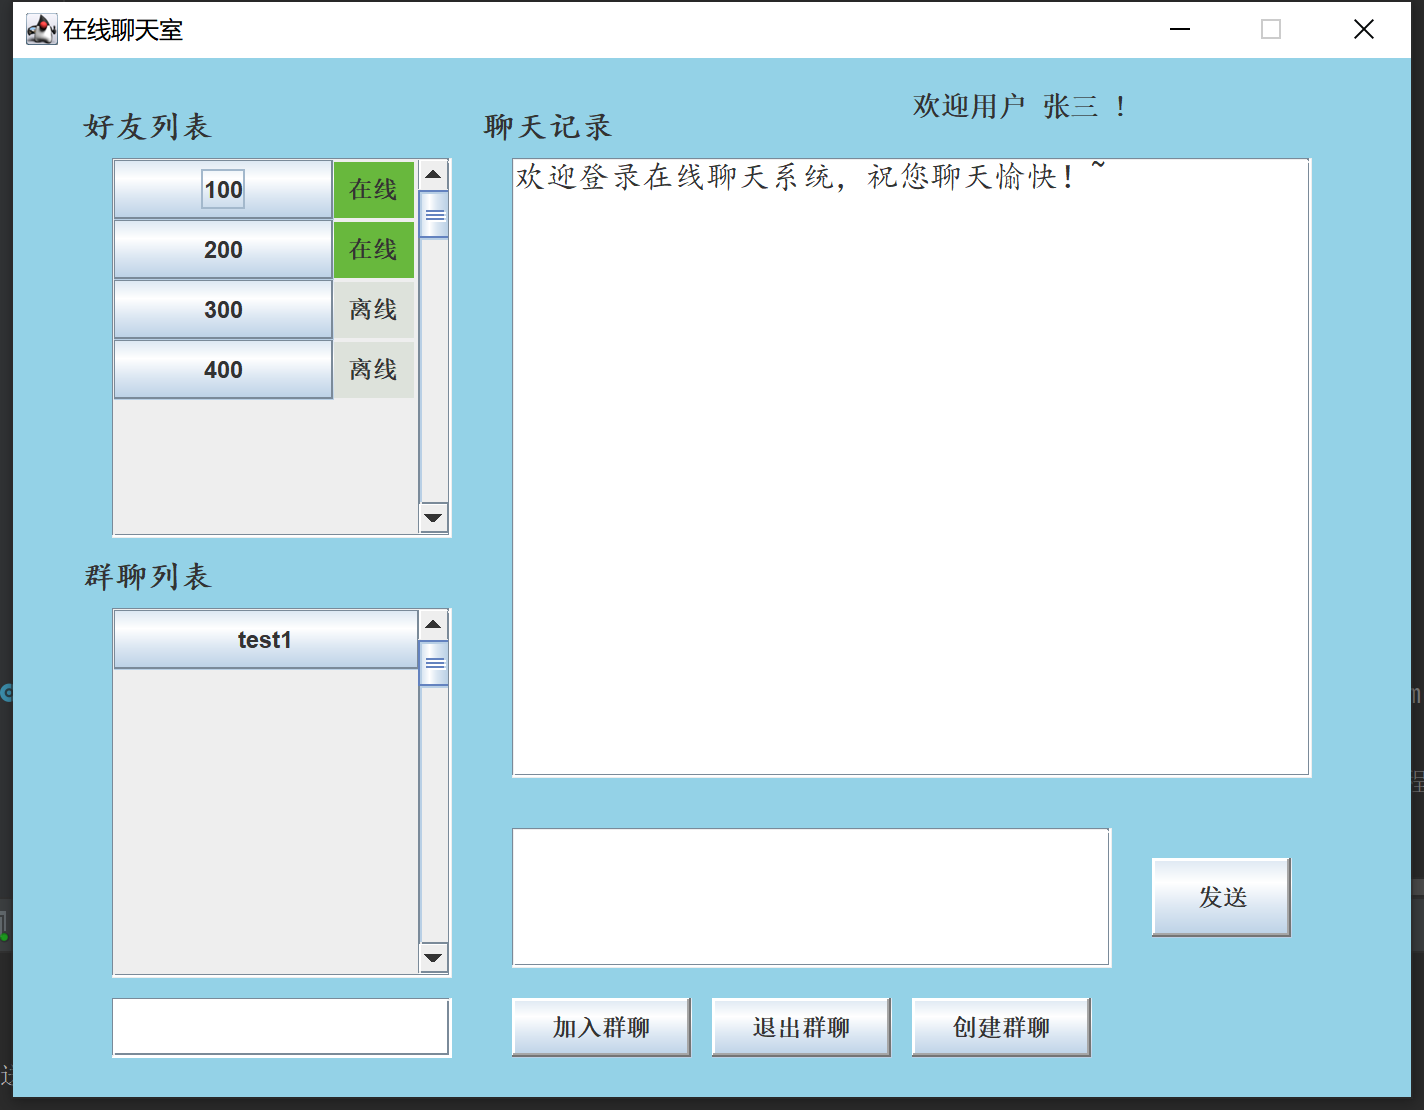 在线聊天室
欢迎用户 张三 !
好友列表
聊天记录
100 在线
200 在线
300 离线
400 离线
欢迎登录在线聊天系统，祝您聊天愉快！~
群聊列表
test1
发送
加入群聊
退出群聊
创建群聊